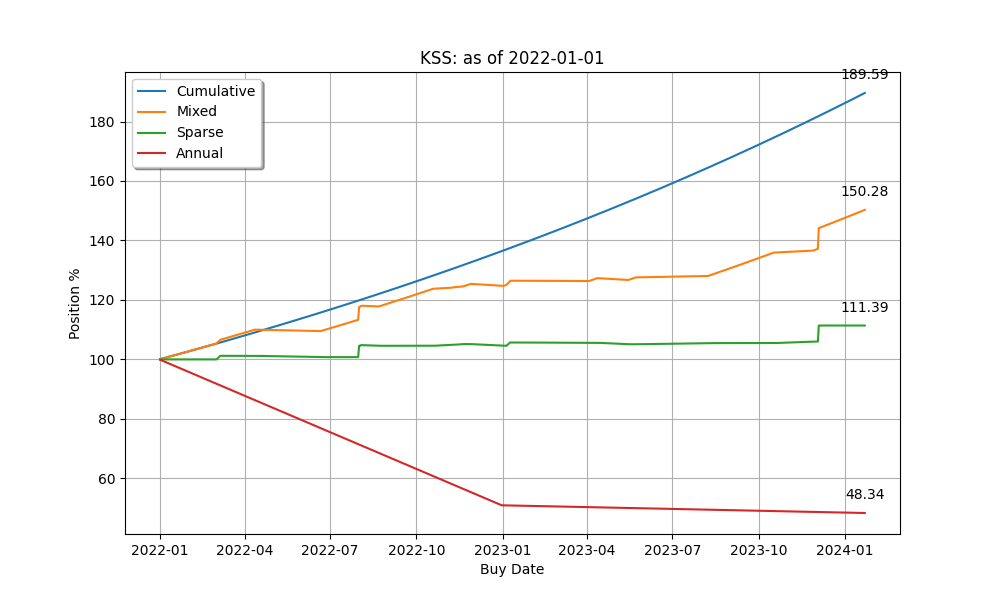 KSS: as of 2022-01-01
189.59
Cumulative
Mixed
Sparse
Annual
180
160
150.28
140
120
111.39
100
80
60
48.34
Position %
2022-01 2022-04 2022-07 2022-10 2023-01 2023-04 2023-07 2023-10 2024-01
Buy Date